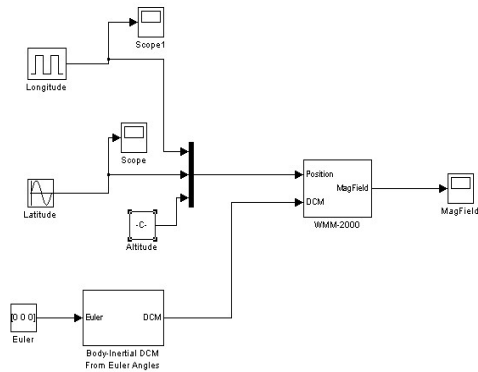 Scope1
Longitude
Scope
Latitude
-C-
Altitude
Position
MagField
DCM
WMM-2000
MagField
[0 0 0]
Euler
Euler
DCM
Body-Inertial DCM
From Euler Angles